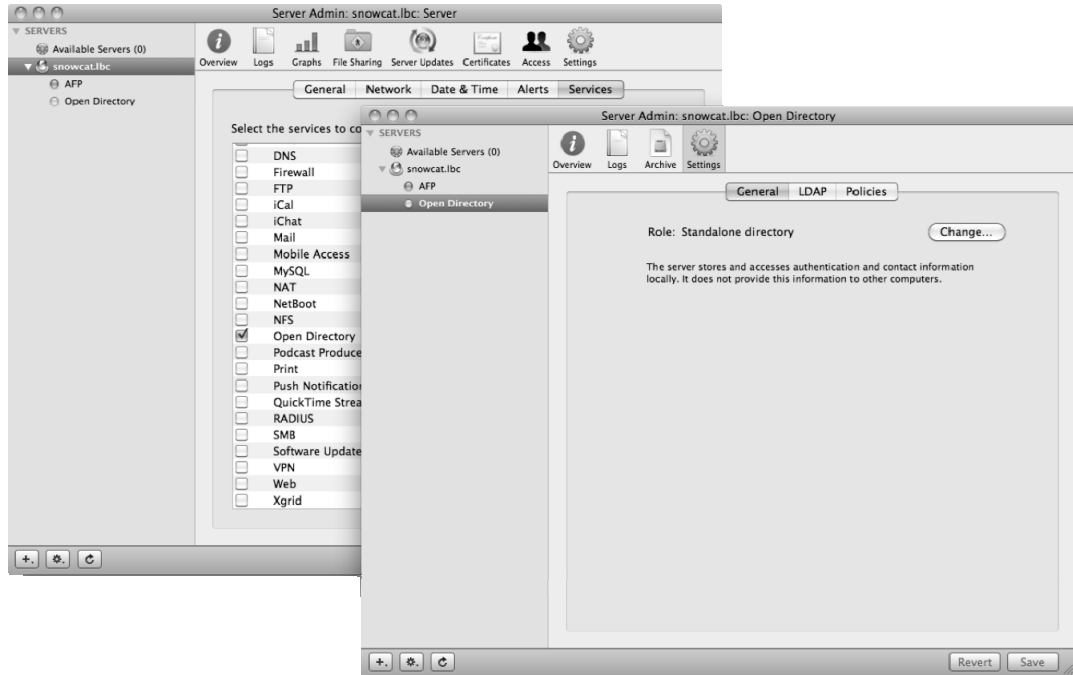 Server Admin: snowcat.lbc: Server
SERVERS
Available Servers (0)
snowcat.lbc
AFP
Open Directory
Overview Logs Graphs File Sharing Server Updates Certificates Access Settings
General Network Date & Time Alerts Services
Select the services to co
DNS
Firewall
FTP
iCal
iChat
Mail
Mobile Access
MySQL
NAT
NetBoot
NFS
Open Directory
Podcast Produce
Print
Push Notification
QuickTime Strea
RADIUS
SMB
Software Update
VPN
Web
Xgrid
Server Admin: snowcat.lbc: Open Directory
SERVERS
Available Servers (0)
snowcat.lbc
AFP
Open Directory
Overview Logs Archive Settings
General LDAP Policies
Role: Standalone directory Change...
The server stores and accesses authentication and contact information
locally. It does not provide this information to other computers.
Revert Save